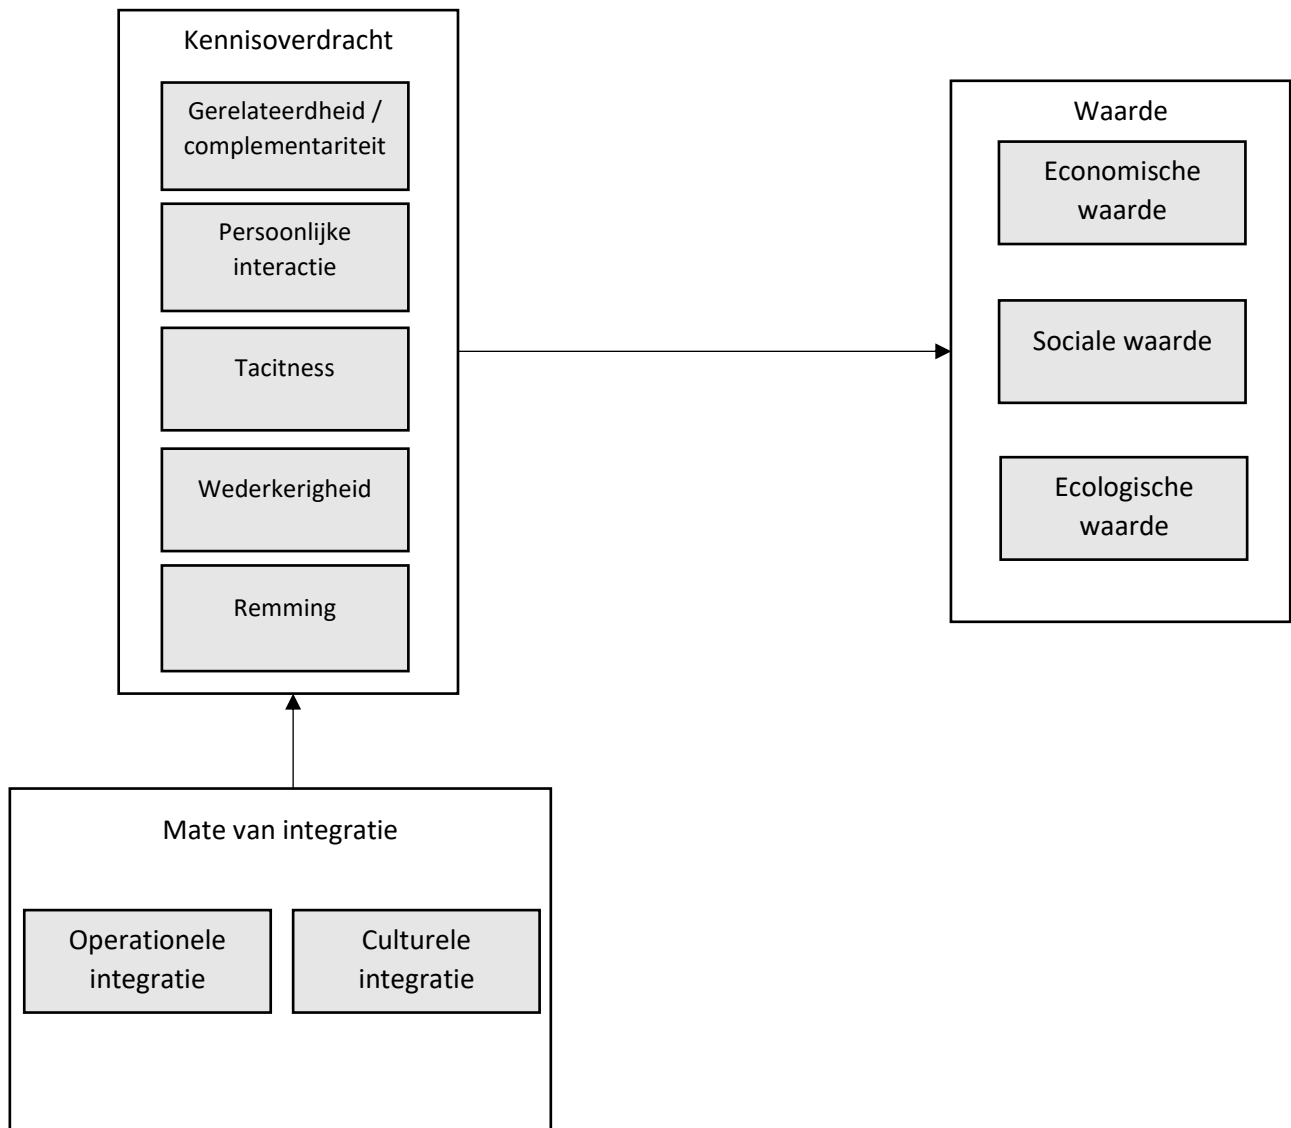 Kennisoverdracht
Gerelateerdheid /
complementariteit
Persoonlijke
interactie
Tacitness
Wederkerigheid
Remming
Waarde
Economische
waarde
Sociale waarde
Ecologische
waarde
Mate van integratie
Operationele
integratie
Culturele
integratie